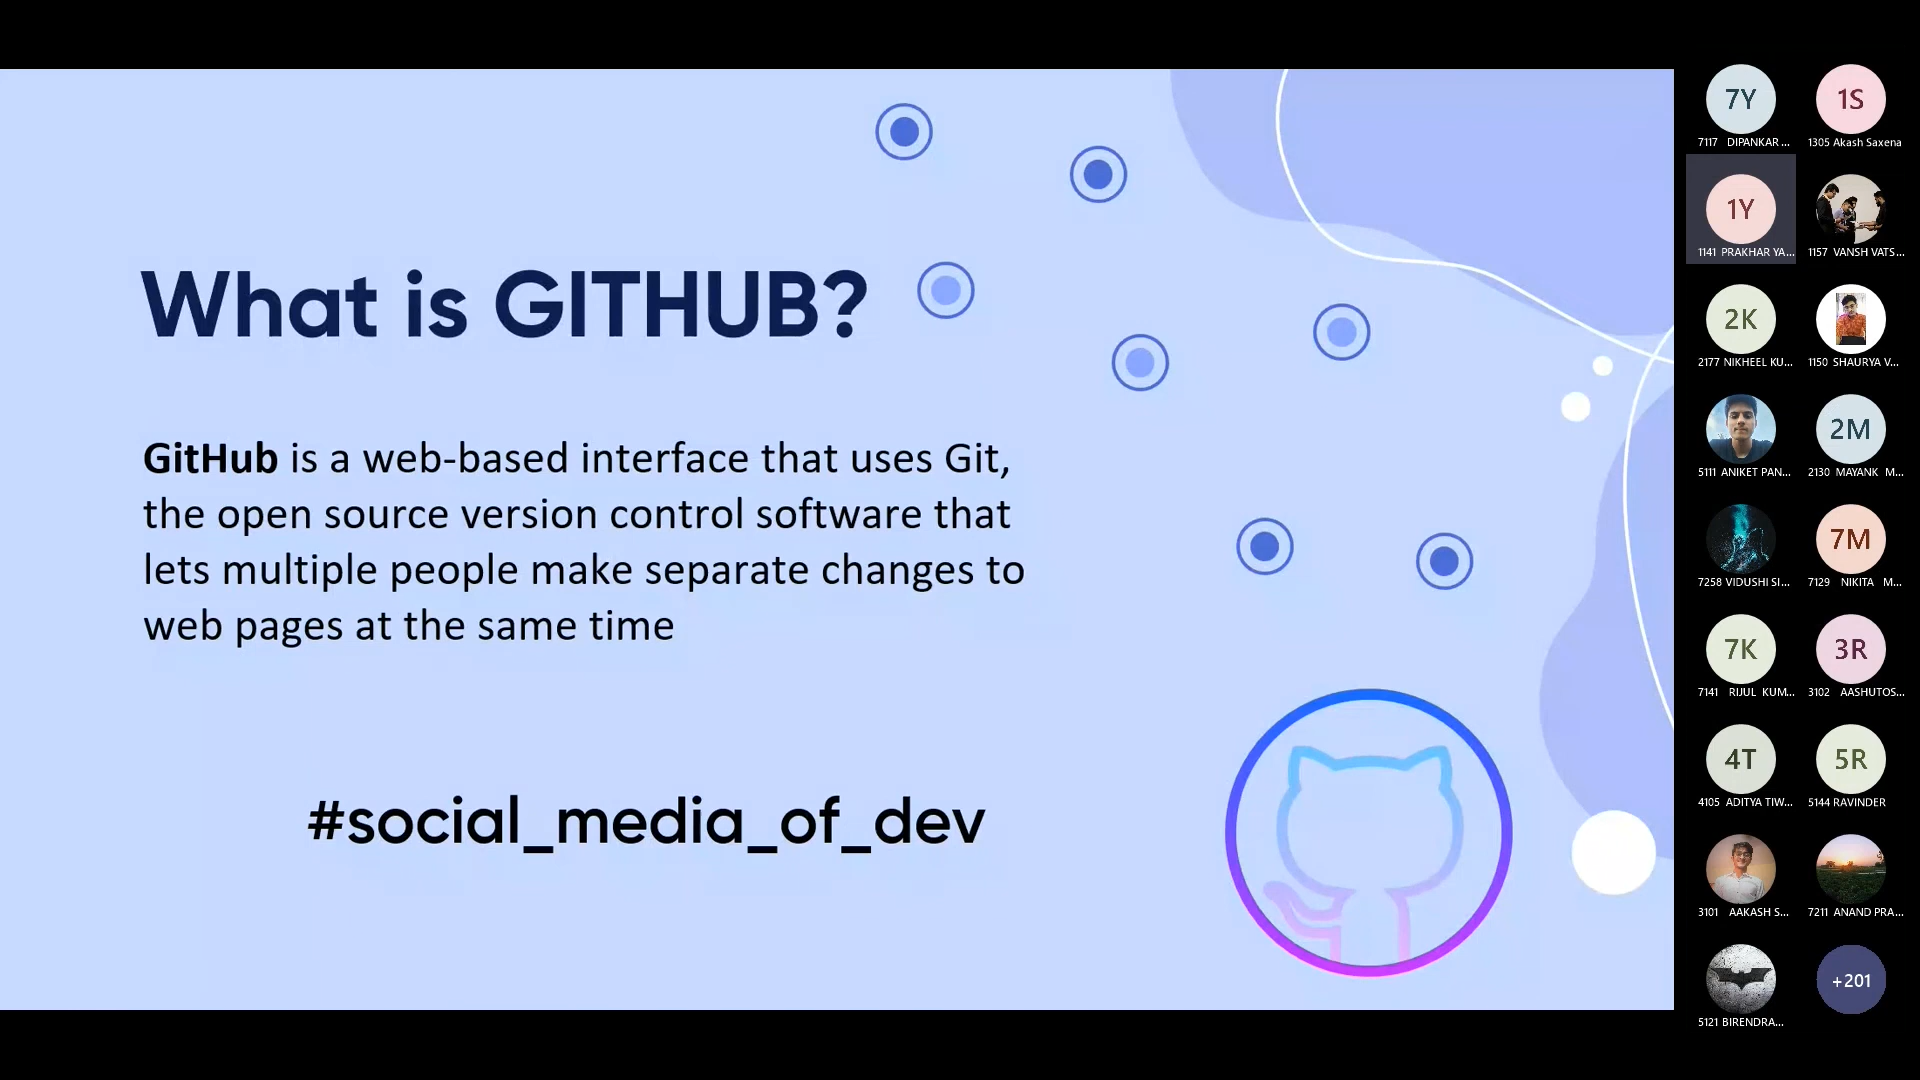 What is GITHUB?
GitHub is a web-based interface that uses Git,
the open source version control software that
lets multiple people make separate changes to
web pages at the same time
#social_media_of_dev
7Y
7117 DIPANKAR ...
1S
1305 Akash Saxena
1Y
1141 PRAKHAR YA...
1157 VANSH VATS...
2K
2177 NIKHEEL KU...
1150 SHAURYA V...
5111 ANIKET PAN...
2M
2130 MAYANK M...
7258 VIDUSHI SI...
7M
7129 NIKITA M...
7K
7141 RIJUL KUM...
3R
3102 AASHUTOS...
4T
4105 ADITYA TIW...
5R
5144 RAVINDER
3101 AAKASH S...
7211 ANAND PRA...
5121 BIRENDRA...
+201